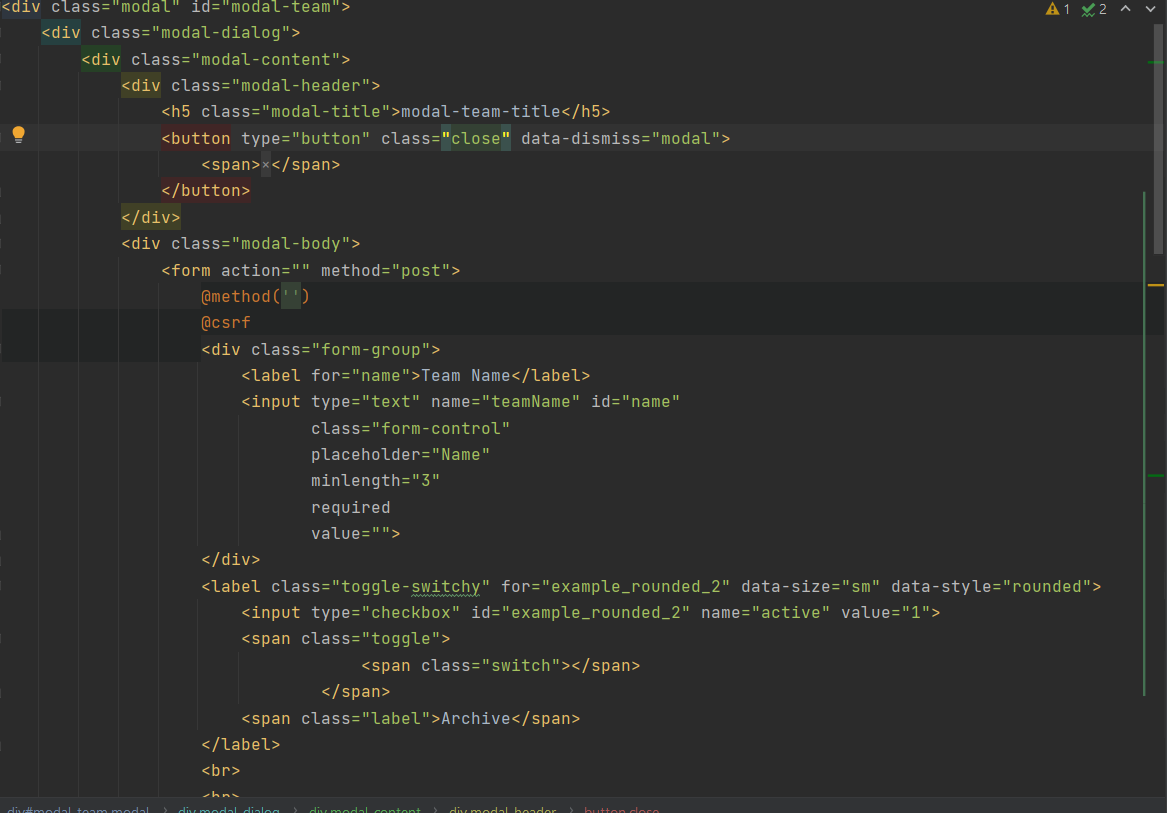 <div class="modal" id="modal-team">
1 2
<div class="modal-dialog">
<div class="modal-content">
<div class="modal-header">
<h5 class="modal-title">modal-team-title</h5>
<button type="button" class="close" data-dismiss="modal">
<span>×</span>
</button>
</div>
<div class="modal-body">
<form action="" method="post">
@method('')
@csrf
<div class="form-group">
<label for="name">Team Name</label>
<input type="text" name="teamName" id="name"
class="form-control"
placeholder="Name"
minlength="3"
required
value="">
</div>
<label class="toggle-switchy" for="example_rounded_2" data-size="sm" data-style="rounded">
<input type="checkbox" id="example_rounded_2" name="active" value="1">
<span class="toggle">
<span class="switch"></span>
</span>
<span class="label">Archive</span>
</label>
<br>
<br>
div#modal-team.modal › div.modal-dialog › div.modal-content › div.modal-header › button.close